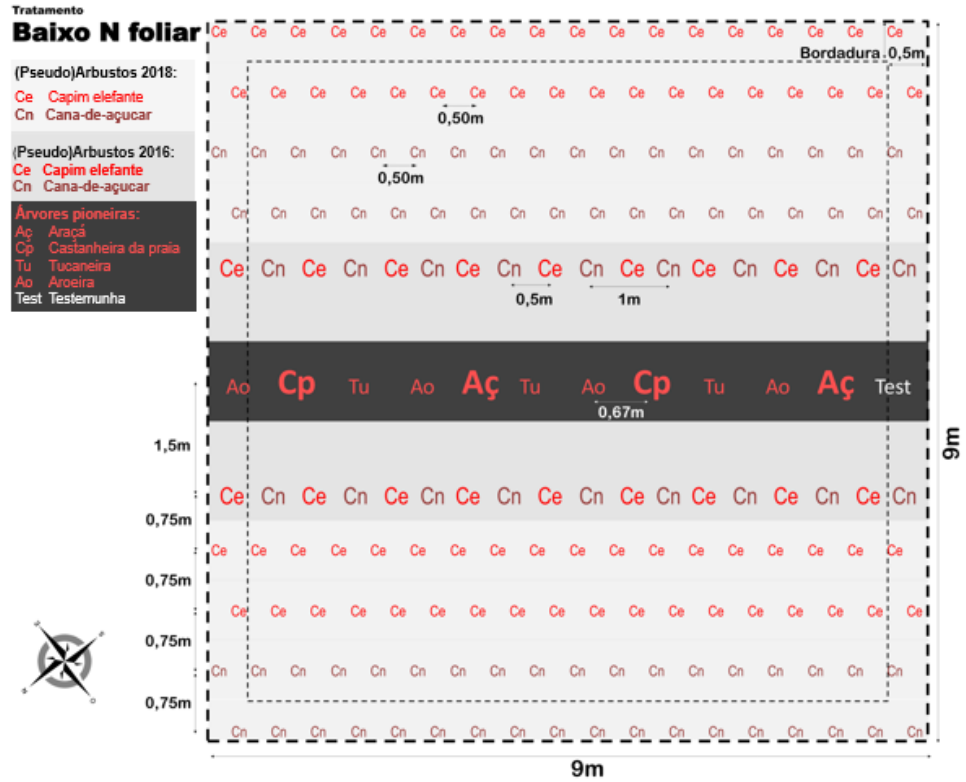 Tratamento
Baixo N foliar
(Pseudo)Arbustos 2018:
Ce Capim elefante
Cn Cana-de-açucar
(Pseudo)Arbustos 2016:
Ce Capim elefante
Cn Cana-de-açucar
Árvores pioneiras:
Aç Araçá
Cp Castanheira da praia
Tu Tucaneira
Ao Aroeira
Test Testemunha
Ce Ce Ce Ce Ce Ce Ce Ce Ce Ce Ce Ce Ce Ce Ce Ce Ce Ce
Bordadura 0,5m
Ce Ce Ce Ce Ce Ce Ce Ce Ce Ce Ce Ce Ce Ce Ce Ce Ce Ce
0,50m
Cn Cn Cn Cn Cn Cn Cn Cn Cn Cn Cn Cn Cn Cn Cn Cn Cn Cn
0,50m
Cn Cn Cn Cn Cn Cn Cn Cn Cn Cn Cn Cn Cn Cn Cn Cn Cn Cn
Ce Cn Ce Cn Ce Cn Ce Cn Ce Cn Ce Cn Ce Cn Ce Cn Ce Cn
0,5m 1m
Ao Cp Tu Ao Aç Tu Ao Cp Tu Ao Aç Test
0,67m
1,5m
9m
Ce Cn Ce Cn Ce Cn Ce Cn Ce Cn Ce Cn Ce Cn Ce Cn Ce Cn
0,75m
Ce Ce Ce Ce Ce Ce Ce Ce Ce Ce Ce Ce Ce Ce Ce Ce Ce Ce
0,75m
Ce Ce Ce Ce Ce Ce Ce Ce Ce Ce Ce Ce Ce Ce Ce Ce Ce Ce
0,75m
Cn Cn Cn Cn Cn Cn Cn Cn Cn Cn Cn Cn Cn Cn Cn Cn Cn Cn
0,75m
Cn Cn Cn Cn Cn Cn Cn Cn Cn Cn Cn Cn Cn Cn Cn Cn Cn Cn
9m